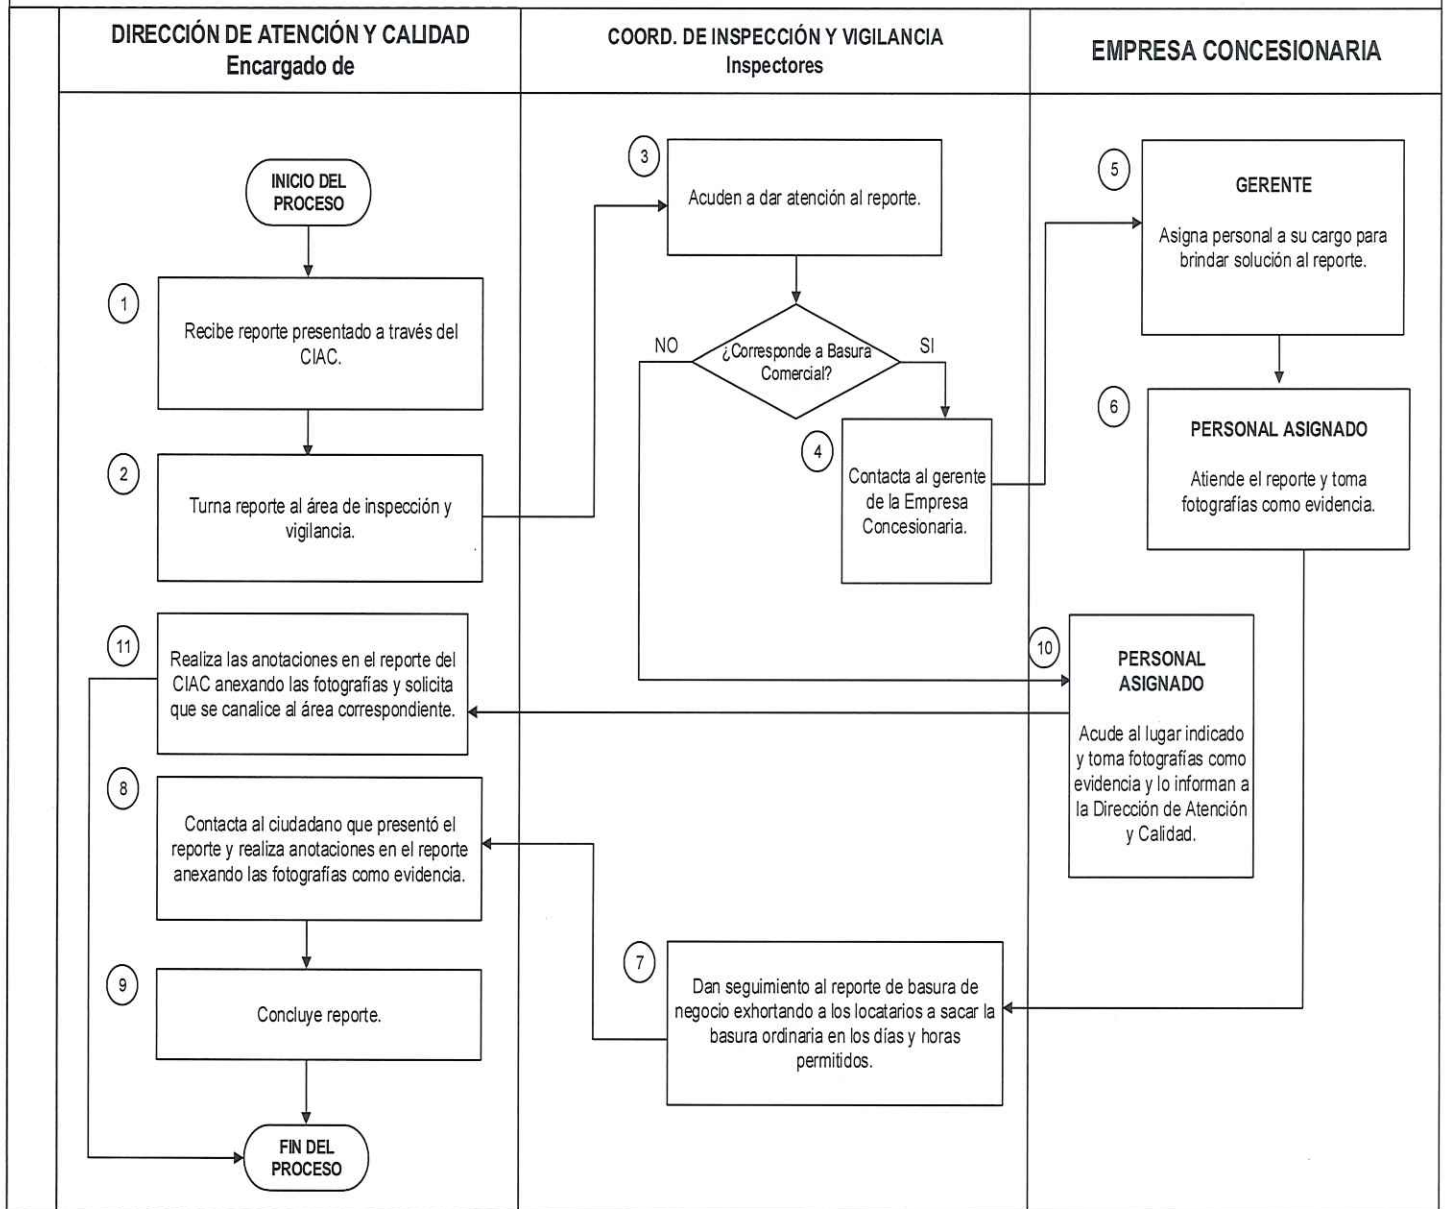 DIRECCIÓN DE ATENCIÓN Y CALIDAD
Encargado de
COORD. DE INSPECCIÓN Y VIGILANCIA
Inspectores
EMPRESA CONCESIONARIA
INICIO DEL
PROCESO
1
Recibe reporte presentado a través del
CIAC.
2
Turna reporte al área de inspección y
vigilancia.
3
Acuden a dar atención al reporte.
¿Corresponde a Basura
Comercial?
NO
SI
4
Contacta al gerente
de la Empresa
Concesionaria.
5
GERENTE
Asigna personal a su cargo para
brindar solución al reporte.
6
PERSONAL ASIGNADO
Atiende el reporte y toma
fotografías como evidencia.
11
Realiza las anotaciones en el reporte del
CIAC anexando las fotografías y solicita
que se canalice al área correspondiente.
10
PERSONAL
ASIGNADO
Acude al lugar indicado
y toma fotografías como
evidencia y lo informan a
la Dirección de Atención
y Calidad.
8
Contacta al ciudadano que presentó el
reporte y realiza anotaciones en el reporte
anexando las fotografías como evidencia.
7
Dan seguimiento al reporte de basura de
negocio exhortando a los locatarios a sacar la
basura ordinaria en los días y horas
permitidos.
9
Concluye reporte.
FIN DEL
PROCESO